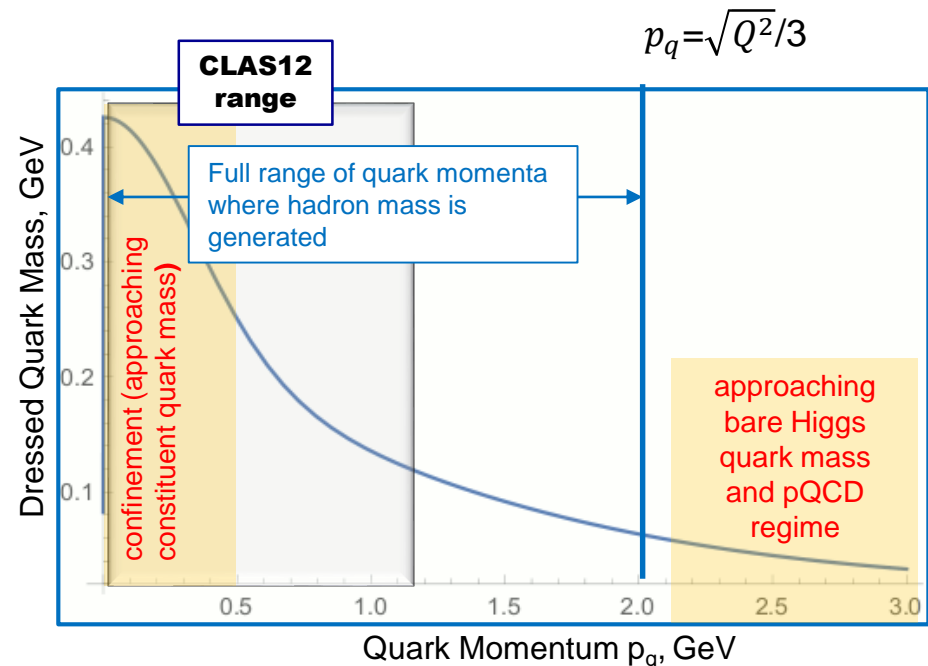 p_q=√Q²/3
CLAS12
range
Full range of quark momenta
where hadron mass is
generated
confinement (approaching
constituent quark mass)
approaching
bare Higgs
quark mass
and pQCD
regime
Dressed Quark Mass, GeV
0.4
0.3
0.2
0.1
0.5
1.0
1.5
2.0
2.5
3.0
Quark Momentum p_q, GeV